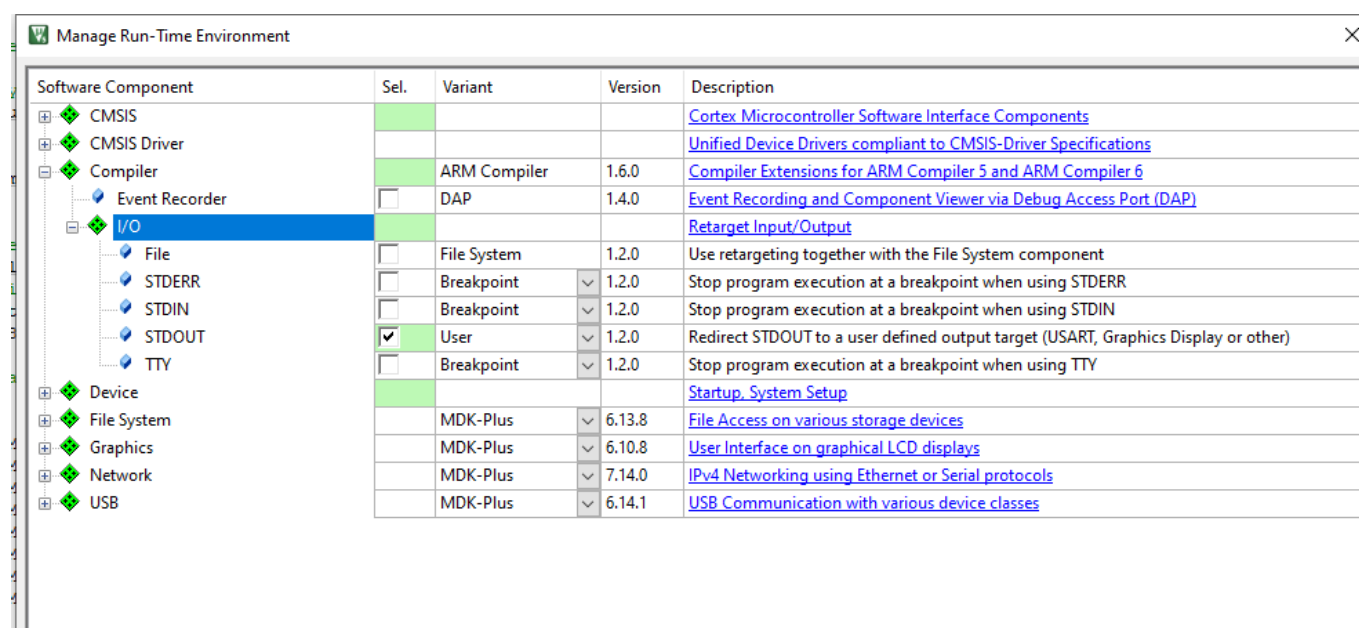 Manage Run-Time Environment
Software Component Sel. Variant Version Description
CMSIS Cortex Microcontroller Software Interface Components
CMSIS Driver Unified Device Drivers compliant to CMSIS-Driver Specifications
Compiler ARM Compiler 1.6.0 Compiler Extensions for ARM Compiler 5 and ARM Compiler 6
Event Recorder DAP 1.4.0 Event Recording and Component Viewer via Debug Access Port (DAP)
I/O Retarget Input/Output
File File System 1.2.0 Use retargeting together with the File System component
STDERR Breakpoint 1.2.0 Stop program execution at a breakpoint when using STDERR
STDIN Breakpoint 1.2.0 Stop program execution at a breakpoint when using STDIN
STDOUT User 1.2.0 Redirect STDOUT to a user defined output target (USART, Graphics Display or other)
TTY Breakpoint 1.2.0 Stop program execution at a breakpoint when using TTY
Device Startup, System Setup
File System MDK-Plus 6.13.8 File Access on various storage devices
Graphics MDK-Plus 6.10.8 User Interface on graphical LCD displays
Network MDK-Plus 7.14.0 IPv4 Networking using Ethernet or Serial protocols
USB MDK-Plus 6.14.1 USB Communication with various device classes